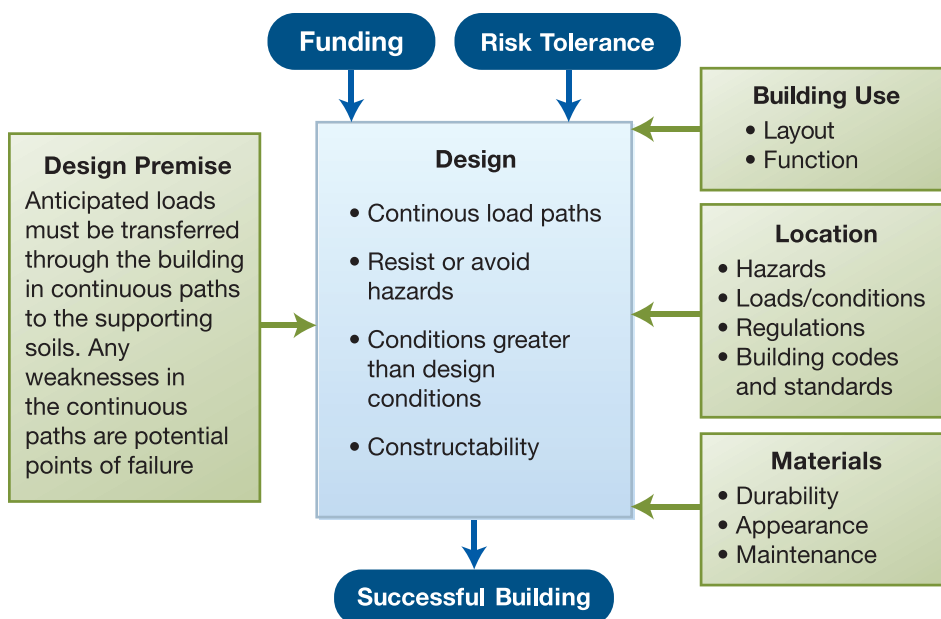 Funding
Risk Tolerance
Design Premise
Anticipated loads
must be transferred
through the building
in continuous paths
to the supporting
soils. Any
weaknesses in
the continuous
paths are potential
points of failure
Design
• Continous load paths
• Resist or avoid
hazards
• Conditions greater
than design
conditions
• Constructability
Building Use
• Layout
• Function
Location
• Hazards
• Loads/conditions
• Regulations
• Building codes
and standards
Materials
• Durability
• Appearance
• Maintenance
Successful Building